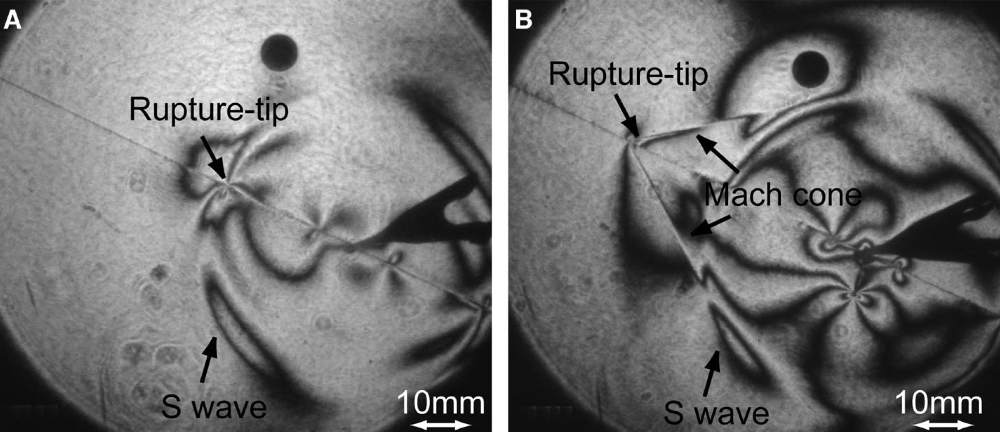 A
Rupture-tip
S wave
10mm
B
Rupture-tip
Mach cone
S wave
10mm